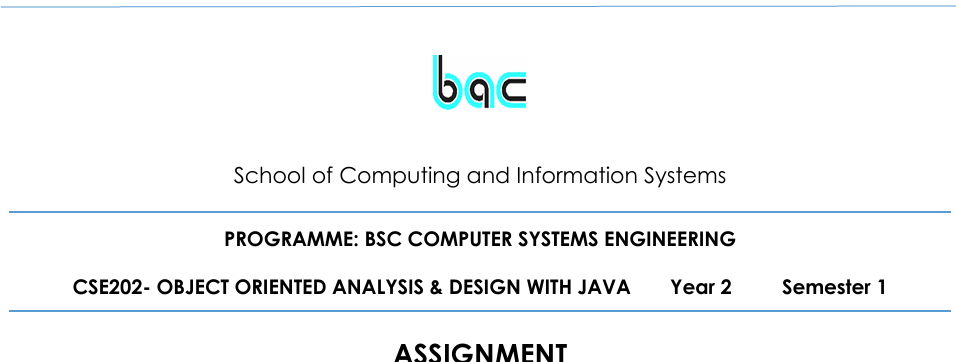 bac
School of Computing and Information Systems
PROGRAMME: BSC COMPUTER SYSTEMS ENGINEERING
CSE202- OBJECT ORIENTED ANALYSIS & DESIGN WITH JAVA Year 2 Semester 1
ASSIGNMENT